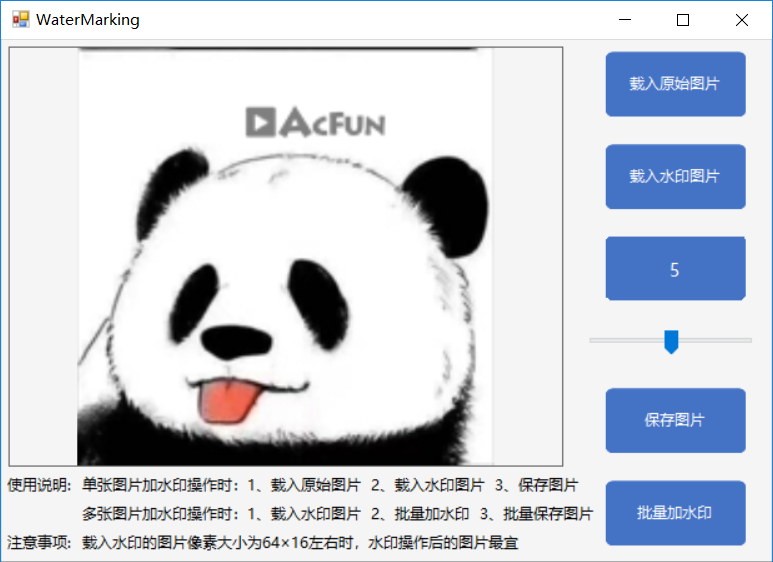 WaterMarking
AcFun
载入原始图片
载入水印图片
5
保存图片
批量加水印
使用说明: 单张图片加水印操作时：1、载入原始图片 2、载入水印图片 3、保存图片
多张图片加水印操作时：1、载入水印图片 2、批量加水印 3、批量保存图片
注意事项: 载入水印的图片像素大小为64×16左右时，水印操作后的图片最宜